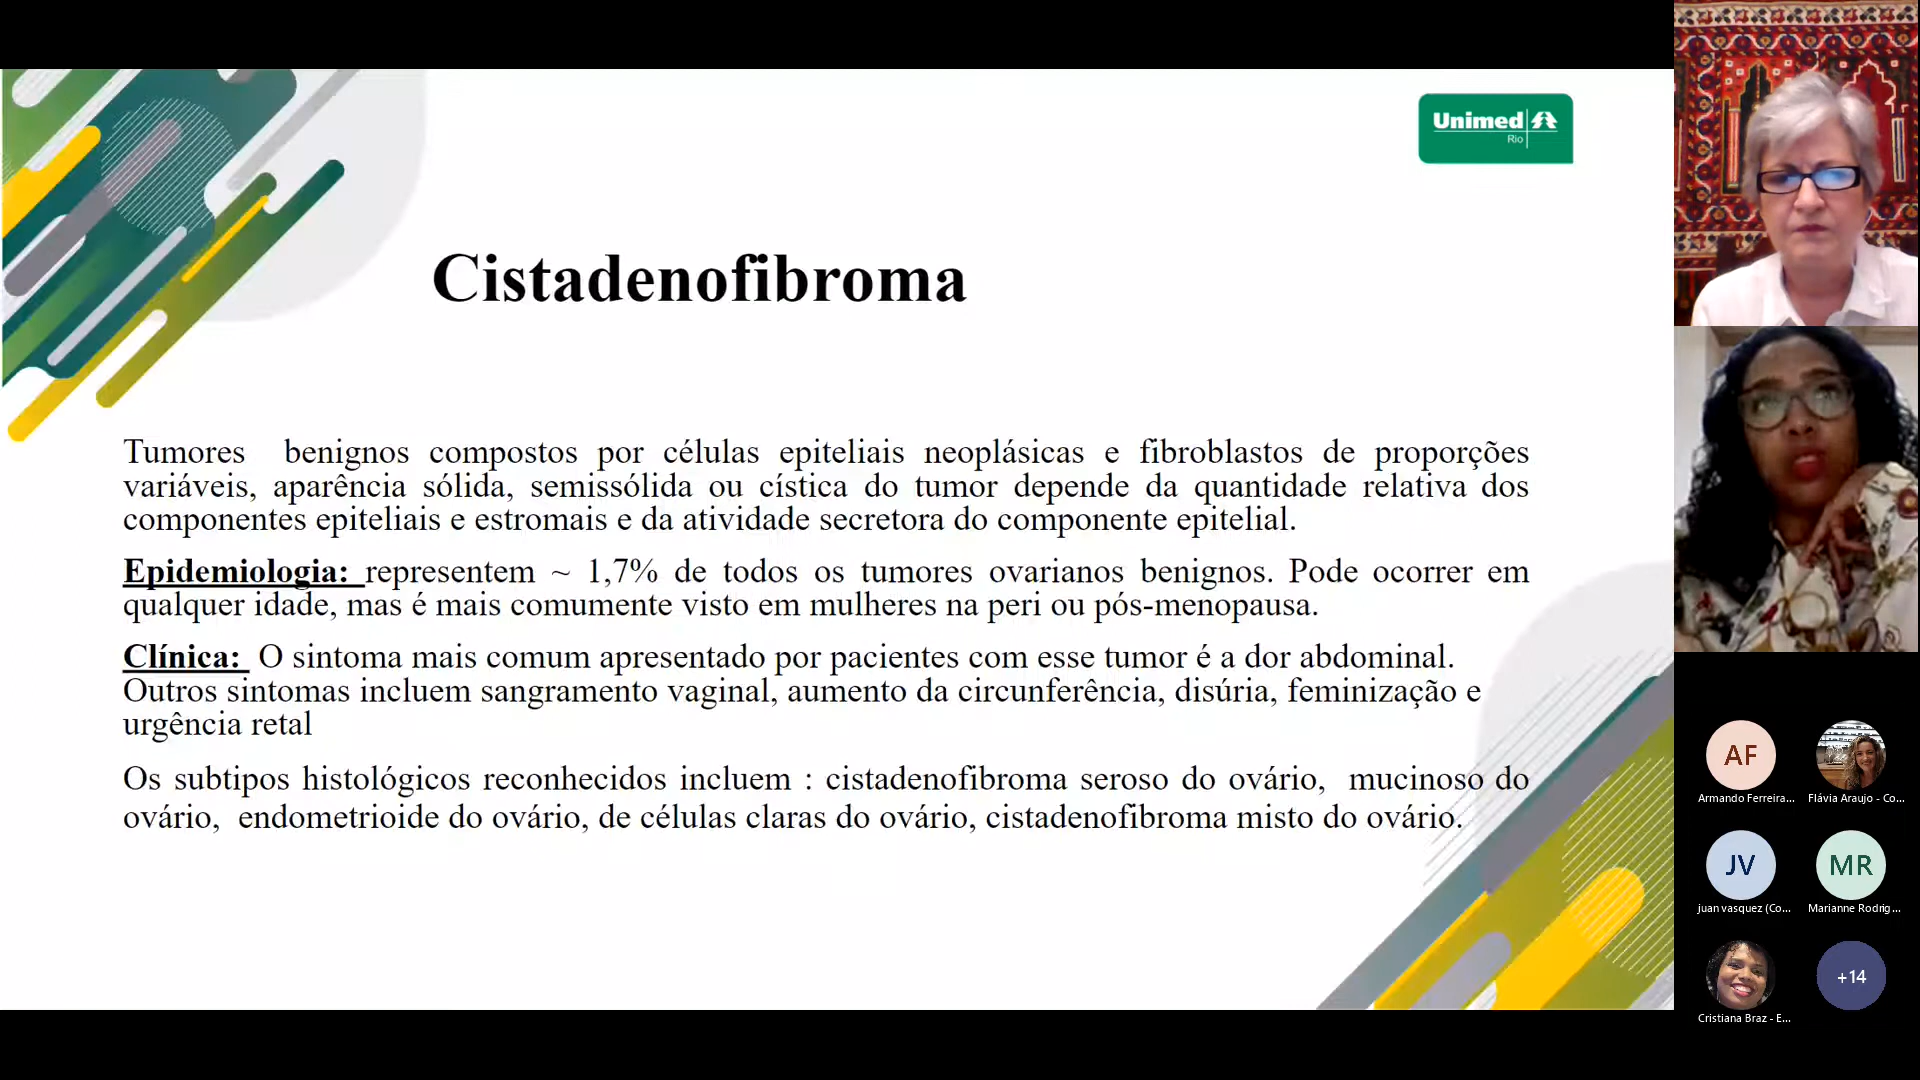 Unimed
Rio
Cistadenofibroma
Tumores benignos compostos por células epiteliais neoplásicas e fibroblastos de proporções
variáveis, aparência sólida, semissólida ou cística do tumor depende da quantidade relativa dos
componentes epiteliais e estromais e da atividade secretora do componente epitelial.
Epidemiologia: representem ~ 1,7% de todos os tumores ovarianos benignos. Pode ocorrer em
qualquer idade, mas é mais comumente visto em mulheres na peri ou pós-menopausa.
Clínica: O sintoma mais comum apresentado por pacientes com esse tumor é a dor abdominal.
Outros sintomas incluem sangramento vaginal, aumento da circunferência, disúria, feminização e
urgência retal
Os subtipos histológicos reconhecidos incluem : cistadenofibroma seroso do ovário, mucinoso do
ovário, endometrioide do ovário, de células claras do ovário, cistadenofibroma misto do ovário.
AF
Armando Ferreira...
Flávia Araujo - Co...
JV
juan vasquez (Co...
MR
Marianne Rodrig...
Cristiana Braz - E...
+14